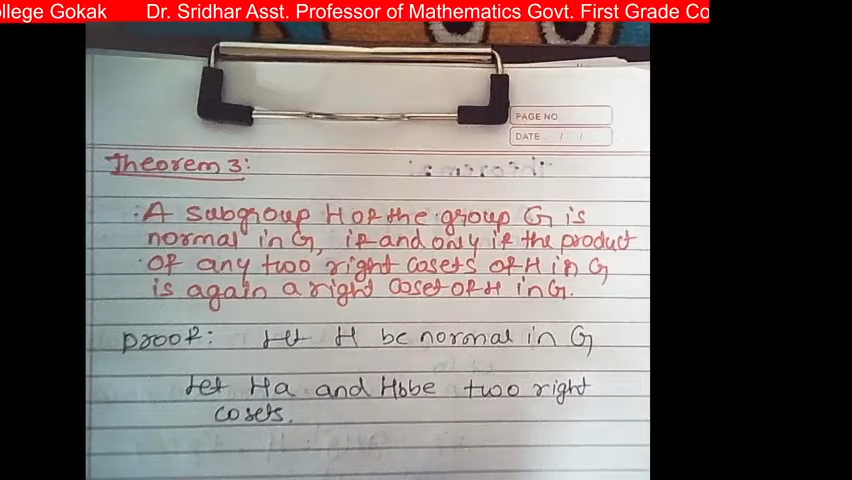 ollege Gokak Dr. Sridhar Asst. Professor of Mathematics Govt. First Grade Co
PAGE NO
DATE / /
Theorem 3:
A subgroup H of the group G is
normal in G, if and only if the product
of any two right cosets of H in G
is again a right coset of H in G.
proof: Let H be normal in G
Let Ha and Hbbe two right
cosets.